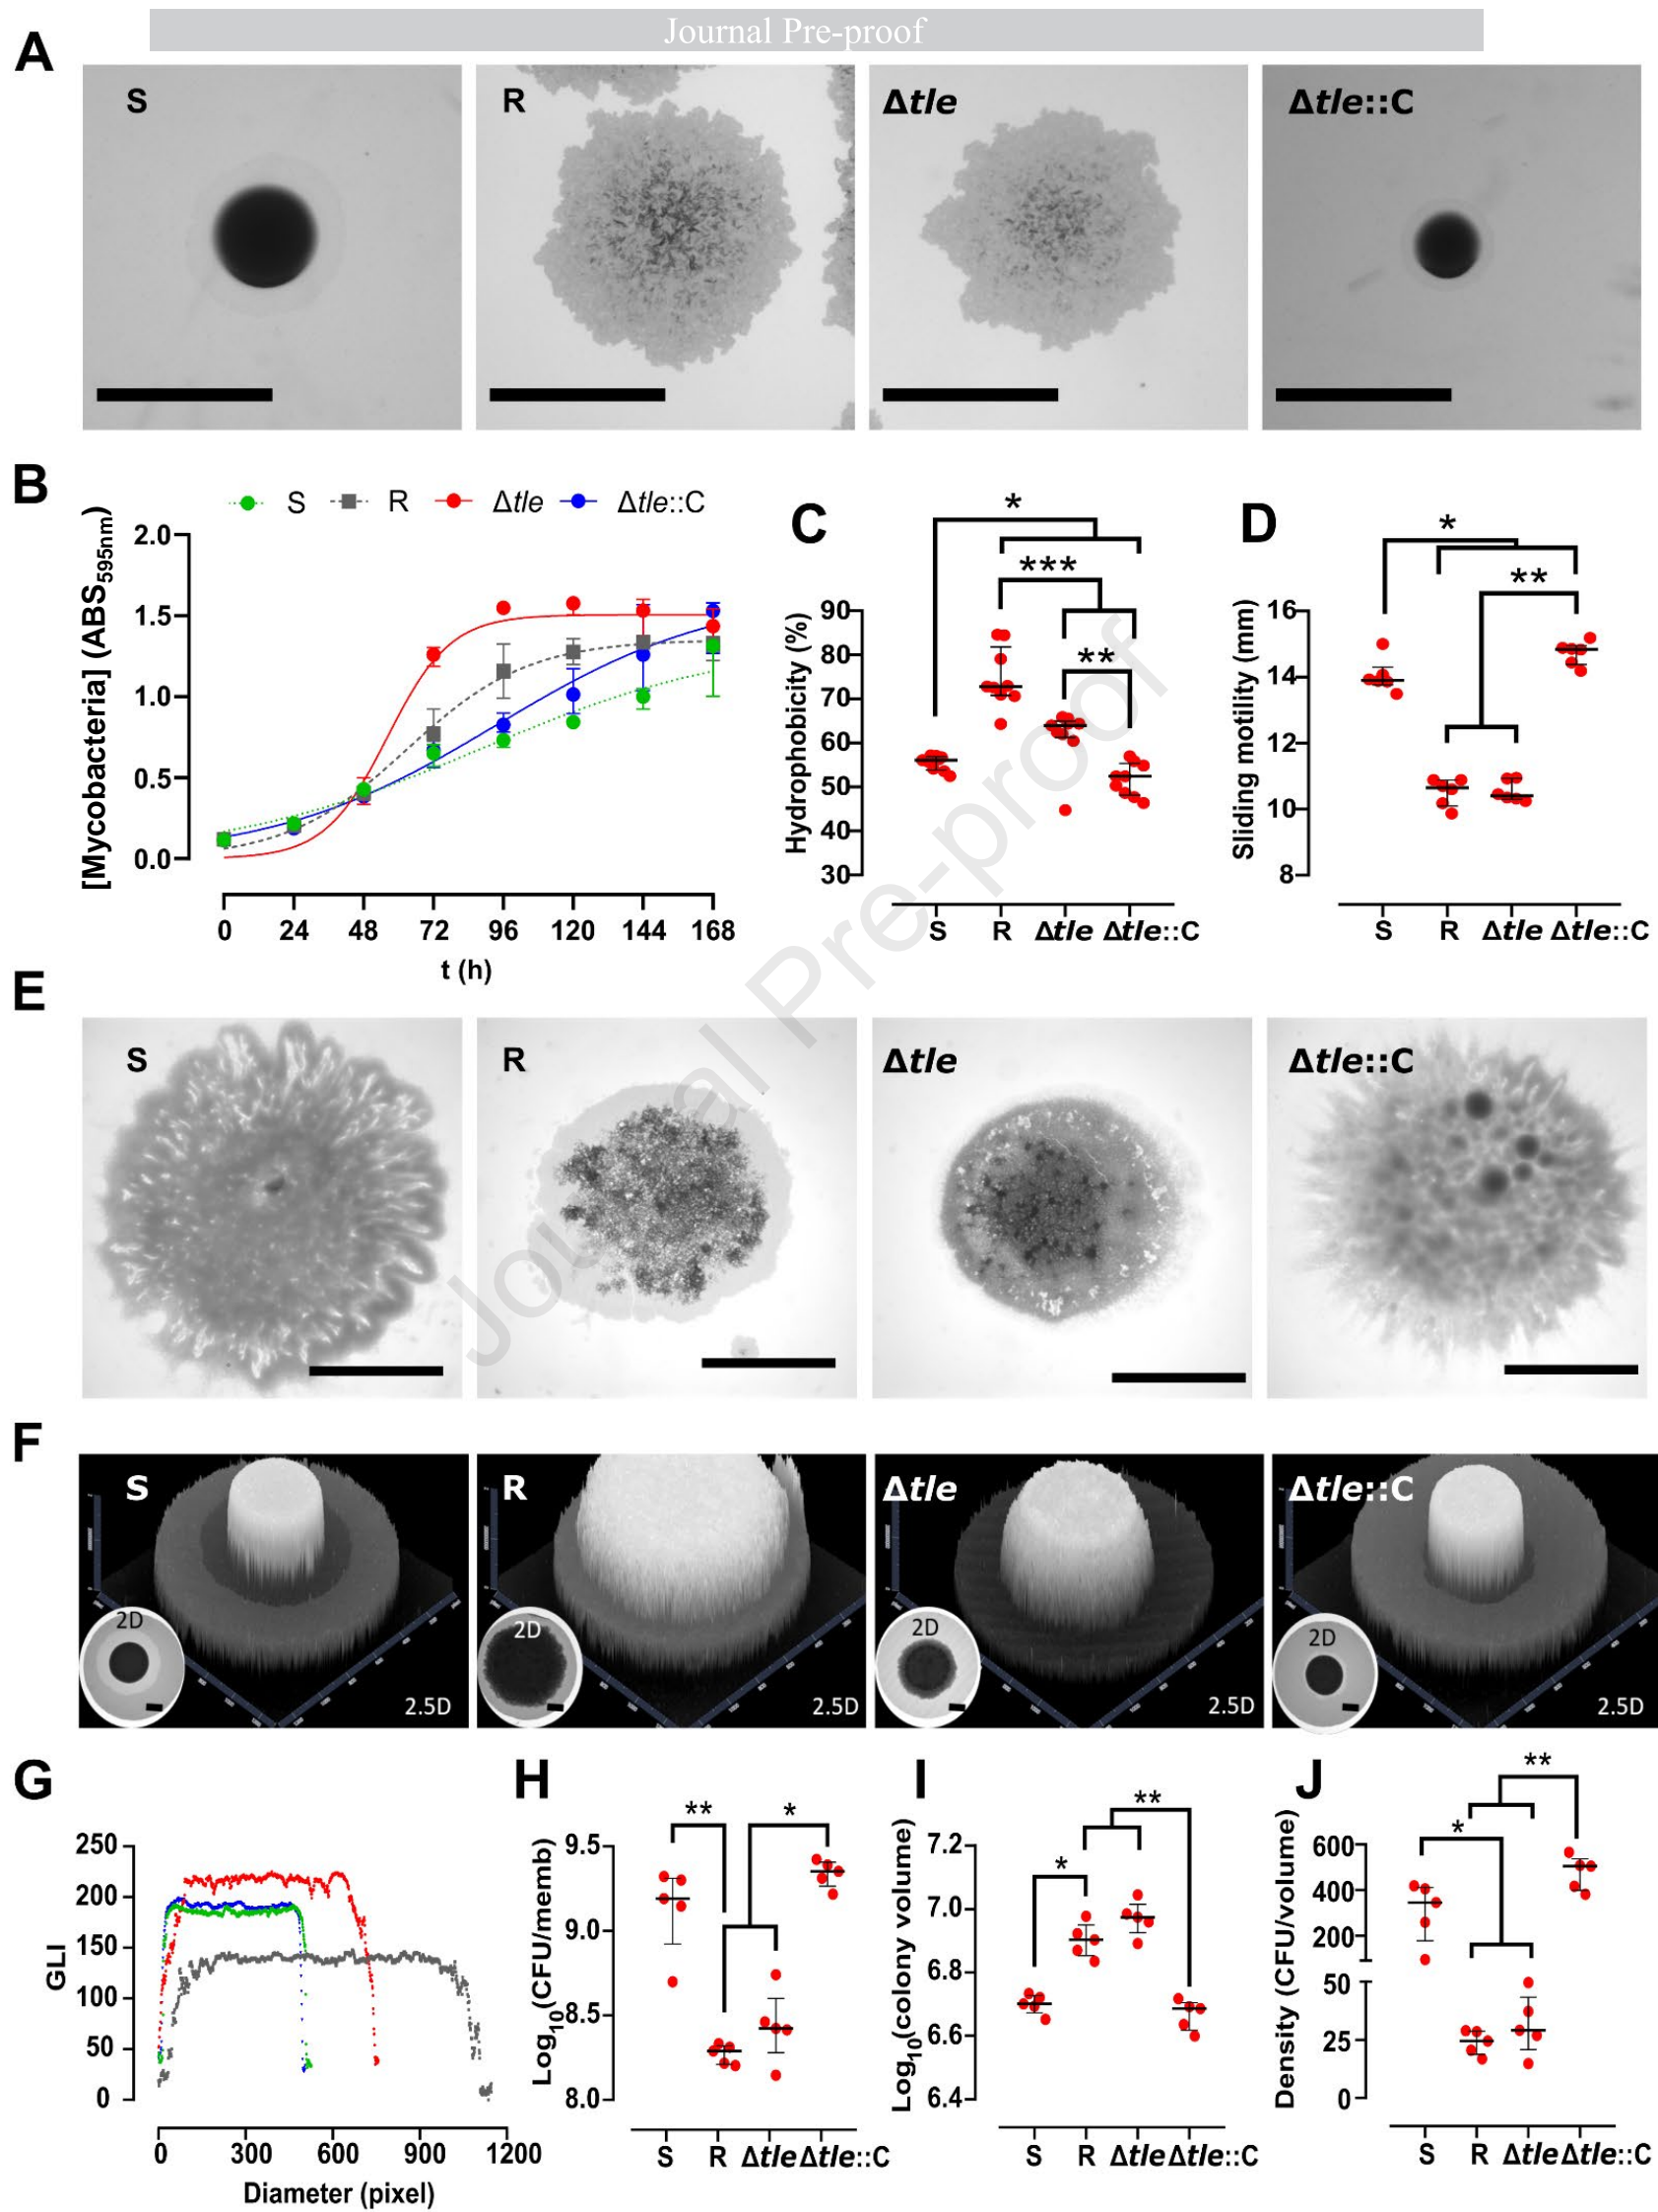 Journal Pre-proof
A
S
R
Δtle
Δtle::C
B
S R Δtle Δtle::C
[Mycobacteria] (ABS595nm)
2.0
1.5
1.0
0.5
0.0
0 24 48 72 96 120 144 168
t (h)
C
*
***
**
Hydrophobicity (%)
90
80
70
60
50
40
30
S R Δtle Δtle::C
D
*
**
Sliding motility (mm)
16
14
12
10
8
S R Δtle Δtle::C
Journal Pre-proof
E
S
R
Δtle
Δtle::C
F
S
2D
2.5D
R
2D
2.5D
Δtle
2D
2.5D
Δtle::C
2D
2.5D
G
GLI
250
200
150
100
50
0
0 300 600 900 1200
Diameter (pixel)
H
** *
Log10(CFU/memb)
9.5
9.0
8.5
8.0
S R Δtle Δtle::C
I
**
*
Log10(colony volume)
7.2
7.0
6.8
6.6
6.4
S R Δtle Δtle::C
J
**
*
Density (CFU/volume)
600
400
200
50
25
0
S R Δtle Δtle::C